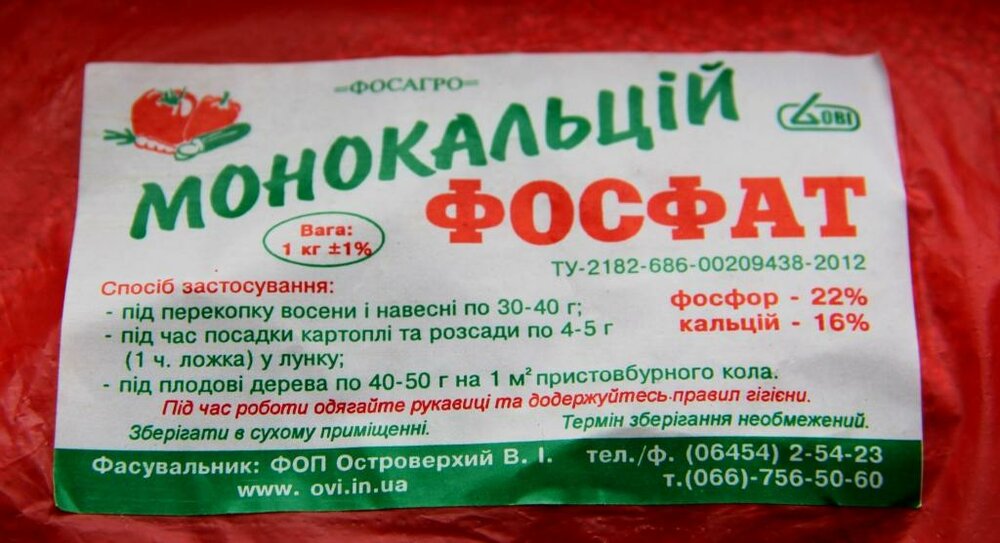 =ФОСАГРО=
МОНОКАЛЬЦІЙ
ОВІ
ФОСФАТ
Вага:
1 кг ±1%
ТУ-2182-686-00209438-2012
Спосіб застосування:
- під перекопку восени і навесні по 30-40 г;
- під час посадки картоплі та розсади по 4-5 г
(1 ч. ложка) у лунку;
- під плодові дерева по 40-50 г на 1 м² пристовбурного кола.
фосфор - 22%
кальцій - 16%
Під час роботи одягайте рукавиці та додержуйтесь правил гігієни.
Зберігати в сухому приміщенні.
Термін зберігання необмежений.
Фасувальник: ФОП Островерхий В. І.
www. ovi.in.ua
тел./ф. (06454) 2-54-23
т.(066)-756-50-60